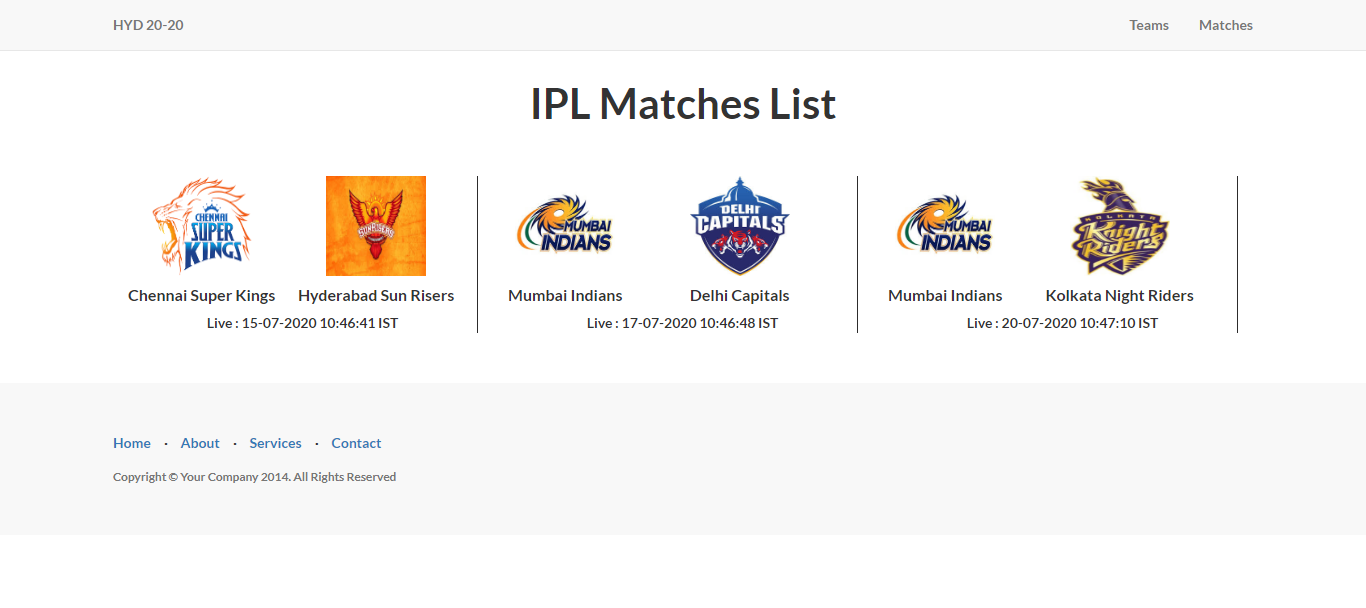 HYD 20-20 Teams Matches
IPL Matches List
CHENNAI SUPER KINGS
SUNRISERS
MUMBAI INDIANS
DELHI CAPITALS
MUMBAI INDIANS
KOLKATA Knight Riders
Chennai Super Kings Hyderabad Sun Risers Mumbai Indians Delhi Capitals Mumbai Indians Kolkata Night Riders
Live : 15-07-2020 10:46:41 IST Live : 17-07-2020 10:46:48 IST Live : 20-07-2020 10:47:10 IST
Home · About · Services · Contact
Copyright © Your Company 2014. All Rights Reserved